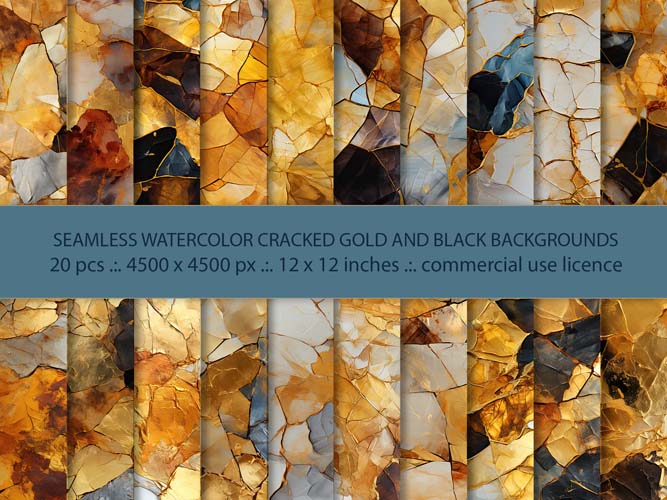 SEAMLESS WATERCOLOR CRACKED GOLD AND BLACK BACKGROUNDS
20 pcs .:. 4500 x 4500 px .:. 12 x 12 inches .:. commercial use licence